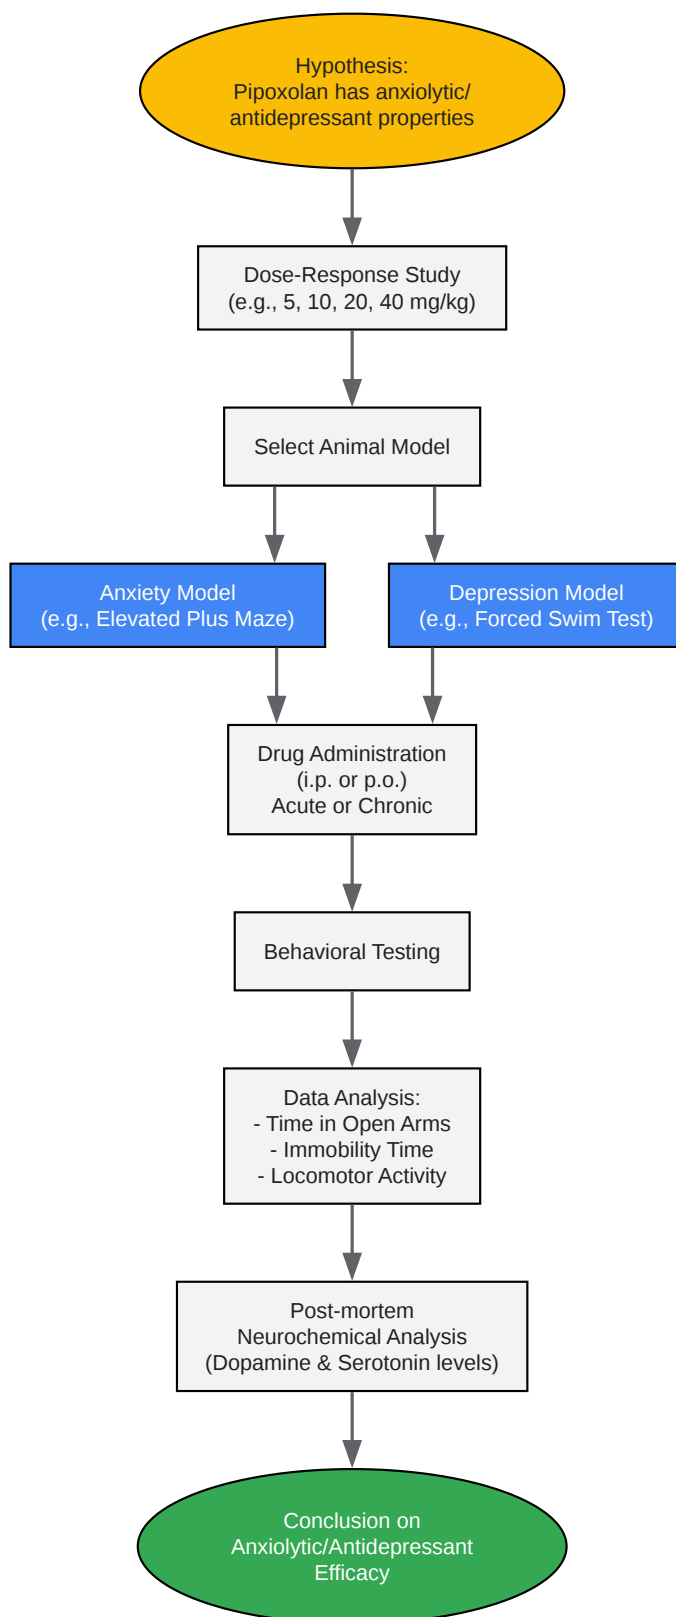 Hypothesis:
Pipoxolan has anxiolytic/
antidepressant properties
Dose-Response Study
(e.g., 5, 10, 20, 40 mg/kg)
Select Animal Model
Anxiety Model
(e.g., Elevated Plus Maze)
Depression Model
(e.g., Forced Swim Test)
Drug Administration
(i.p. or p.o.)
Acute or Chronic
Behavioral Testing
Data Analysis:
- Time in Open Arms
- Immobility Time
- Locomotor Activity
Post-mortem
Neurochemical Analysis
(Dopamine & Serotonin levels)
Conclusion on
Anxiolytic/Antidepressant
Efficacy